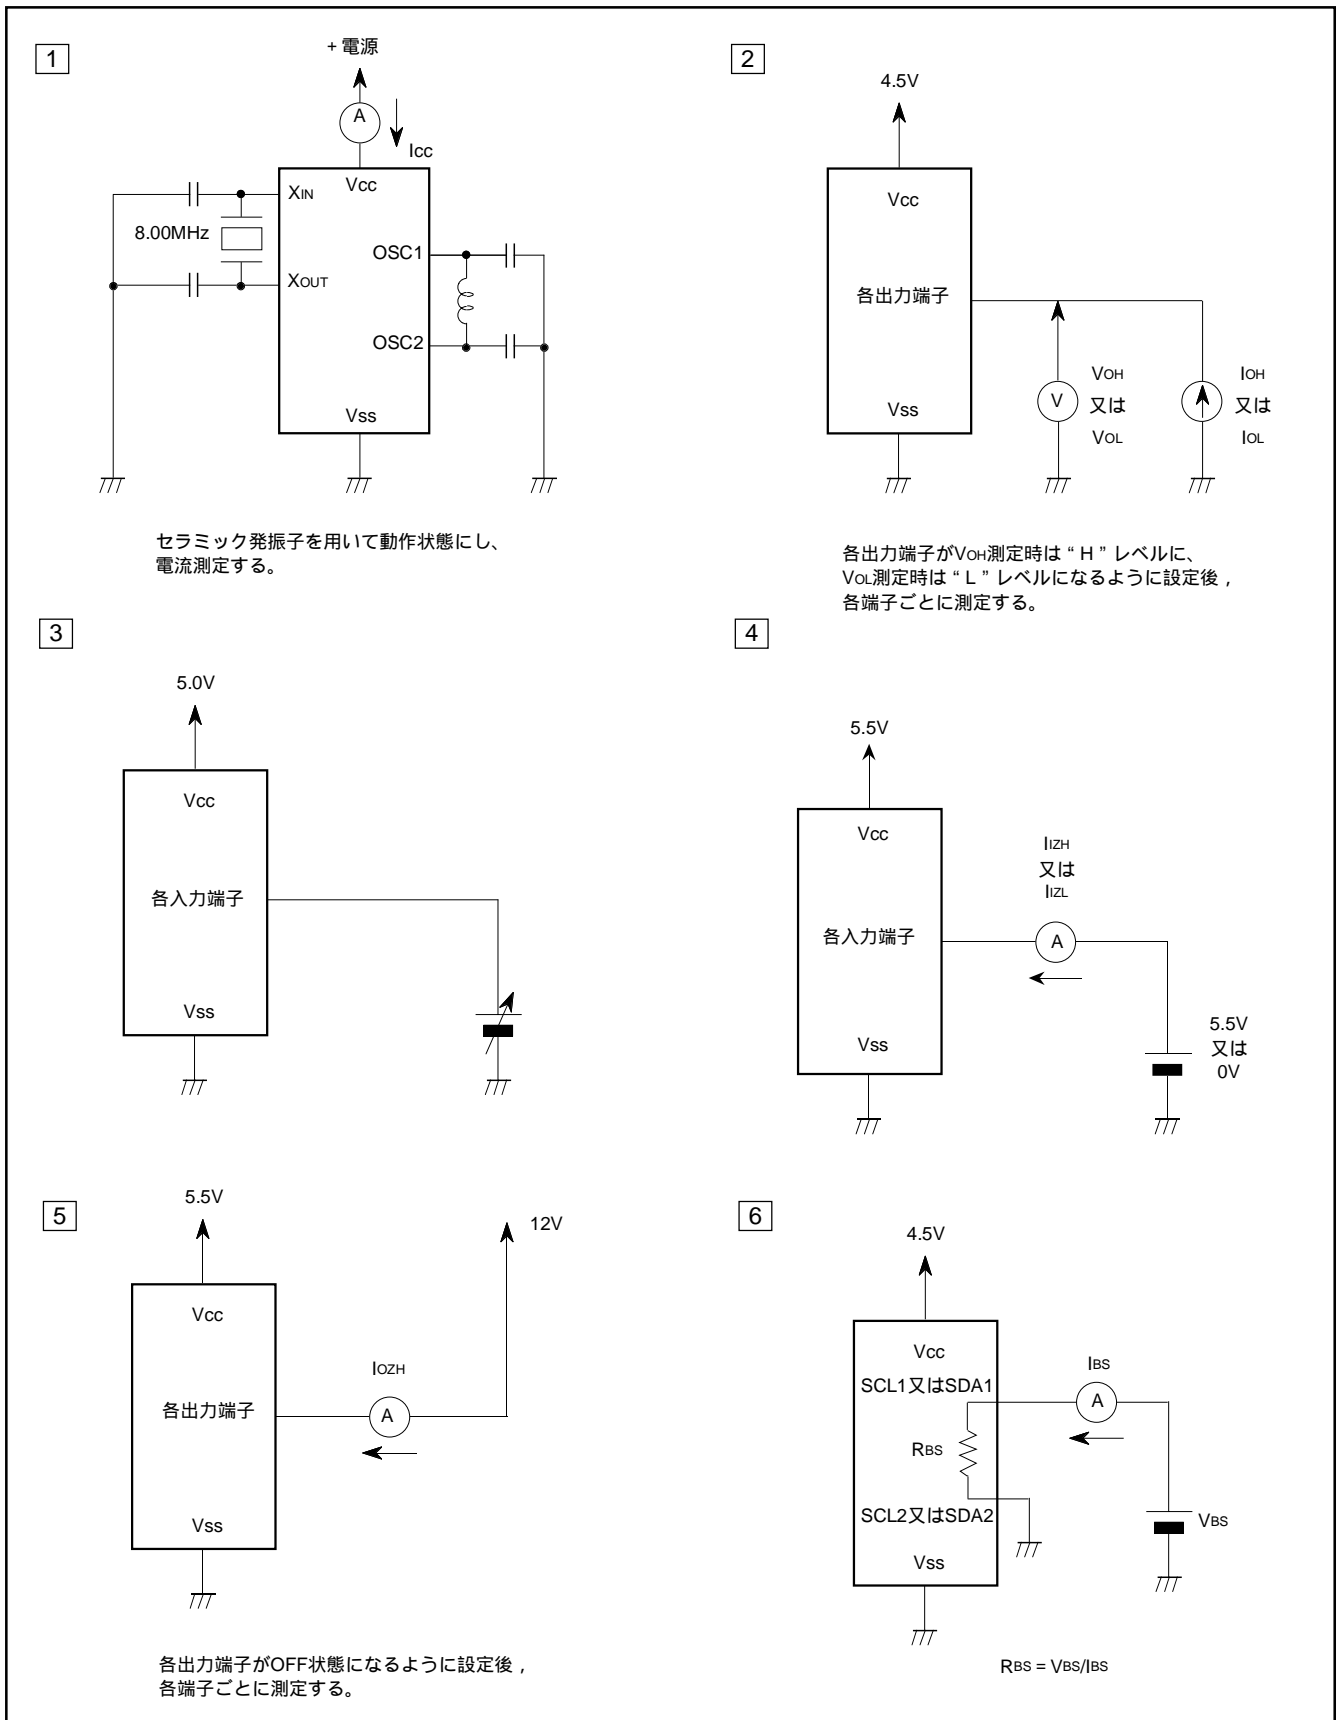 1
+ 電源
A
Icc
Vcc
XIN
8.00MHz
XOUT
OSC1
OSC2
Vss
セラミック発振子を用いて動作状態にし、
電流測定する。
2
4.5V
Vcc
各出力端子
Vss
V
VOH
又は
VOL
IOH
又は
IOL
各出力端子がVOH測定時は“H”レベルに、
VOL測定時は“L”レベルになるように設定後，
各端子ごとに測定する。
3
5.0V
Vcc
各入力端子
Vss
4
5.5V
Vcc
各入力端子
Vss
IIZH
又は
IIZL
A
5.5V
又は
0V
5
5.5V
12V
Vcc
各出力端子
Vss
IOZH
A
各出力端子がOFF状態になるように設定後，
各端子ごとに測定する。
6
4.5V
Vcc
SCL1又はSDA1
RBS
SCL2又はSDA2
Vss
IBS
A
VBS
RBS = VBS/IBS